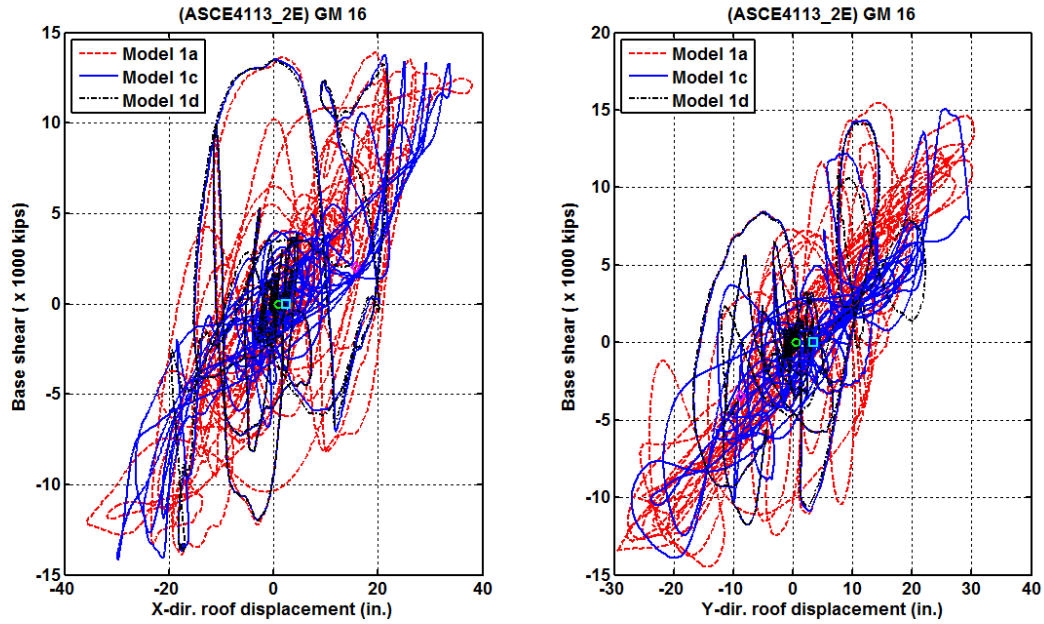 (ASCE4113_2E) GM 16
Model 1a
Model 1c
Model 1d
15
10
5
0
-5
-10
-15
-40
-20
0
20
40
Base shear ( x 1000 kips)
X-dir. roof displacement (in.)
(ASCE4113_2E) GM 16
Model 1a
Model 1c
Model 1d
20
15
10
5
0
-5
-10
-15
-30
-20
-10
0
10
20
30
40
Base shear ( x 1000 kips)
Y-dir. roof displacement (in.)